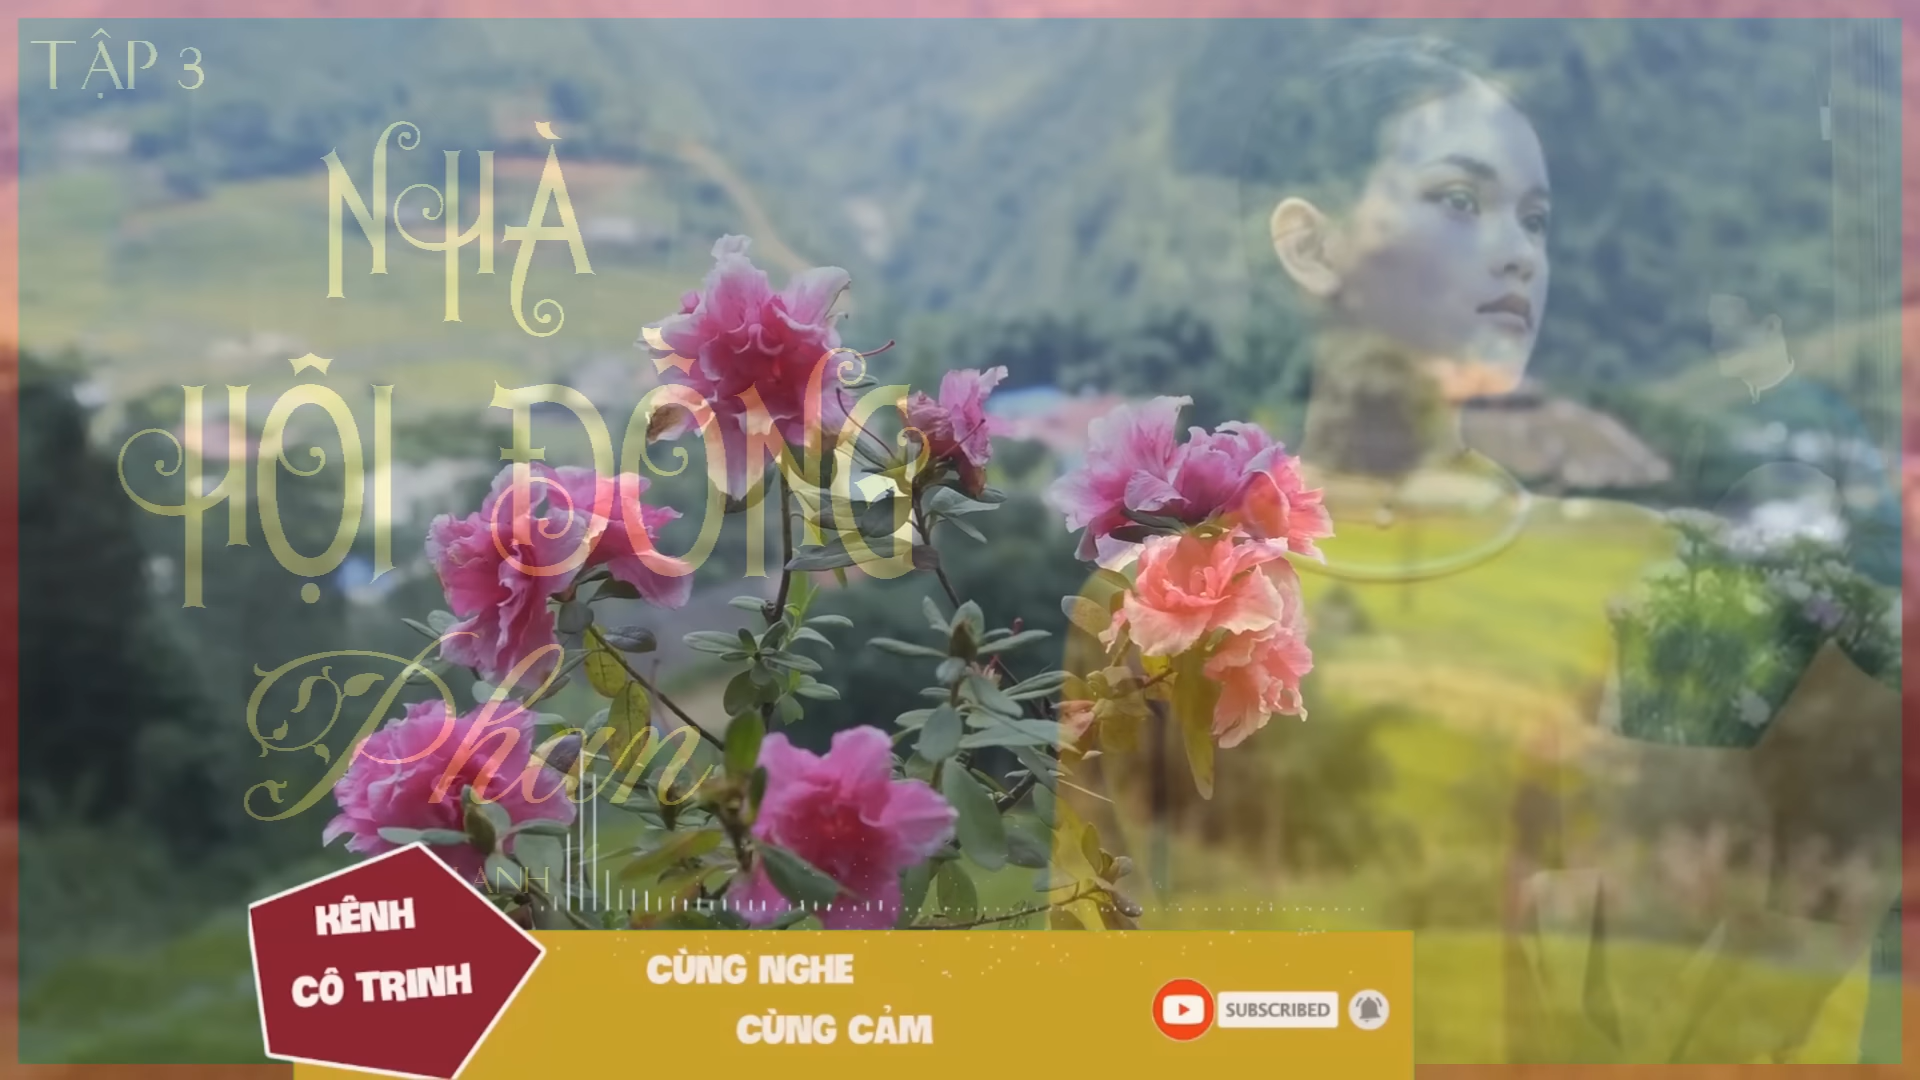 TẬP 3
NHÀ
HỘI ĐỒNG
Phan
ANH
KÊNH
CÔ TRINH
CÙNG NGHE
CÙNG CẢM
SUBSCRIBED